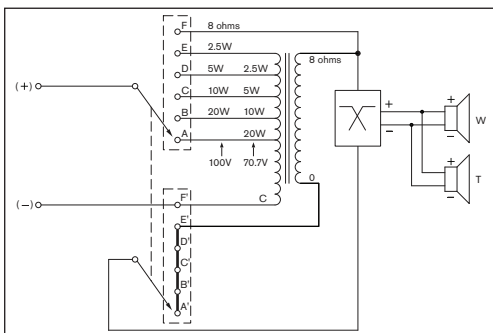 F 8 ohms
E 2.5W 8 ohms
D 5W 2.5W
(+) C 10W 5W
B 20W 10W
A 20W
100V 70.7V
+ + W
− −
+ T
−
0
(−) F' C
E'
D'
C'
B'
A'